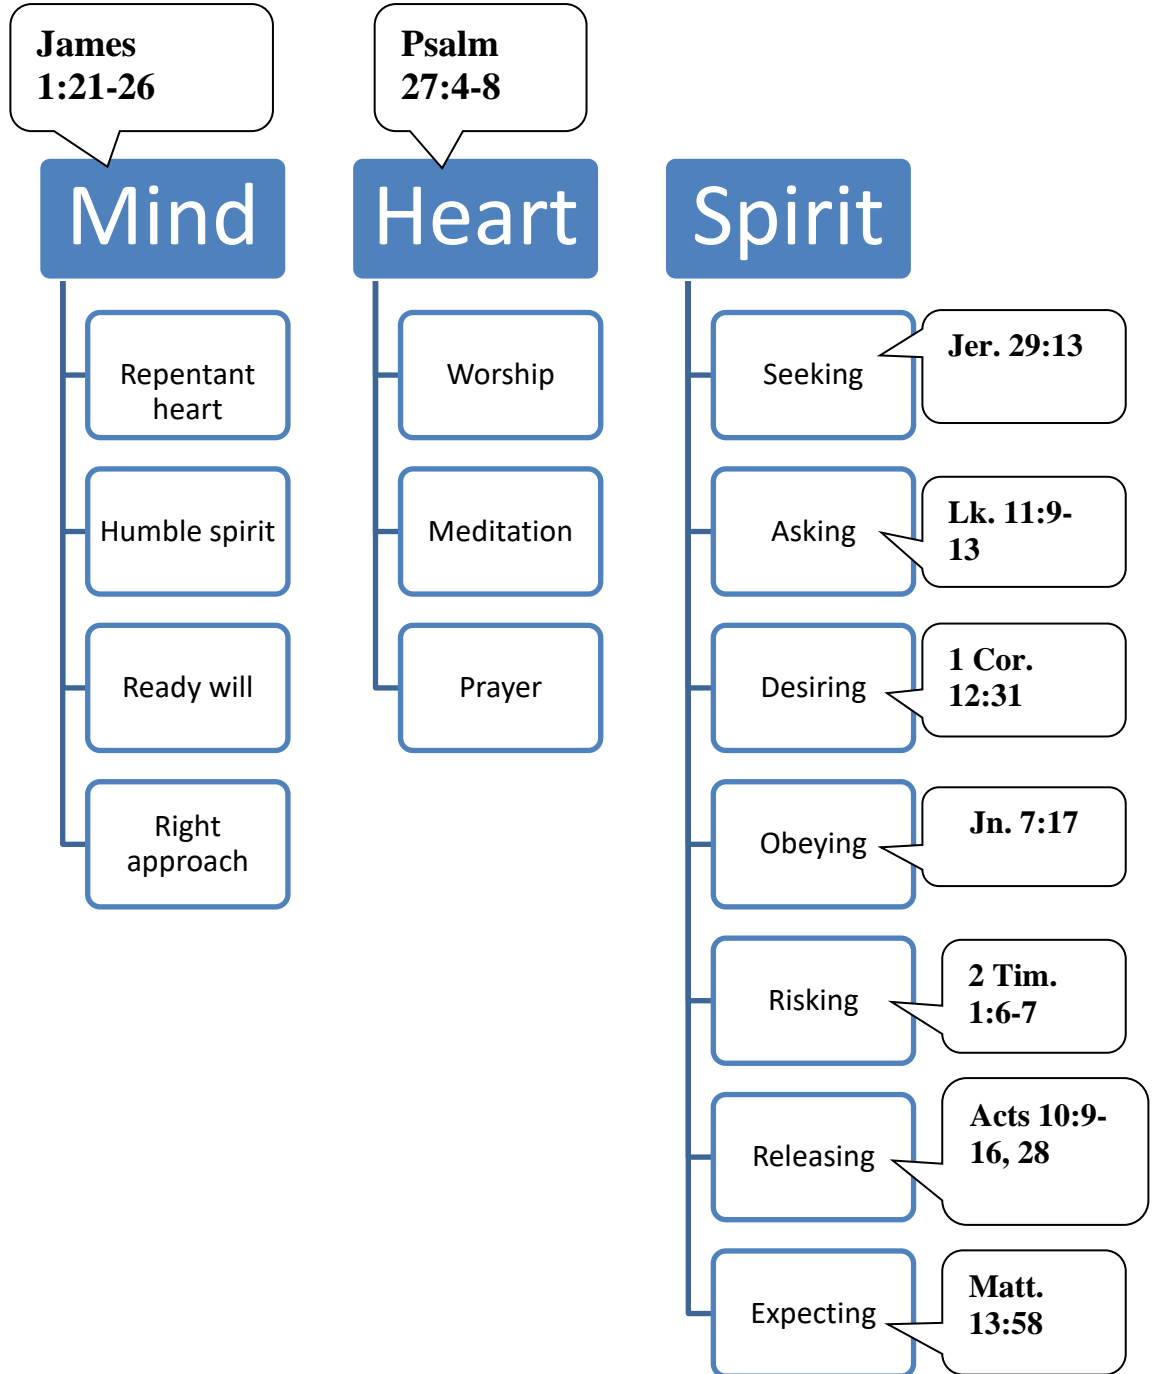 James
1:21-26
Psalm
27:4-8
Mind
Heart
Spirit
Repentant
heart
Humble spirit
Ready will
Right
approach
Worship
Meditation
Prayer
Seeking
Jer. 29:13
Asking
Lk. 11:9-
13
Desiring
1 Cor.
12:31
Obeying
Jn. 7:17
Risking
2 Tim.
1:6-7
Releasing
Acts 10:9-
16, 28
Expecting
Matt.
13:58